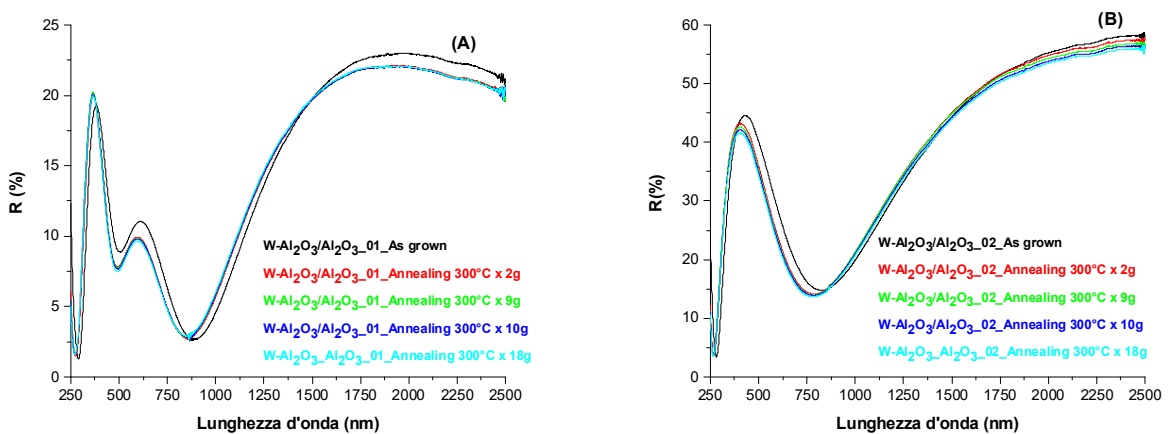 (A)
25
20
15
10
5
0
R (%)
W-Al2O3/Al2O3_01_As grown
W-Al2O3/Al2O3_01_Annealing 300°C x 2g
W-Al2O3/Al2O3_01_Annealing 300°C x 9g
W-Al2O3/Al2O3_01_Annealing 300°C x 10g
W-Al2O3_Al2O3_01_Annealing 300°C x 18g
250 500 750 1000 1250 1500 1750 2000 2250 2500
Lunghezza d'onda (nm)
(B)
60
50
40
30
20
10
0
R(%)
W-Al2O3/Al2O3_02_As grown
W-Al2O3/Al2O3_02_Annealing 300°C x 2g
W-Al2O3/Al2O3_02_Annealing 300°C x 9g
W-Al2O3/Al2O3_02_Annealing 300°C x 10g
W-Al2O3_Al2O3_02_Annealing 300°C x 18g
250 500 750 1000 1250 1500 1750 2000 2250 2500
Lunghezza d'onda (nm)